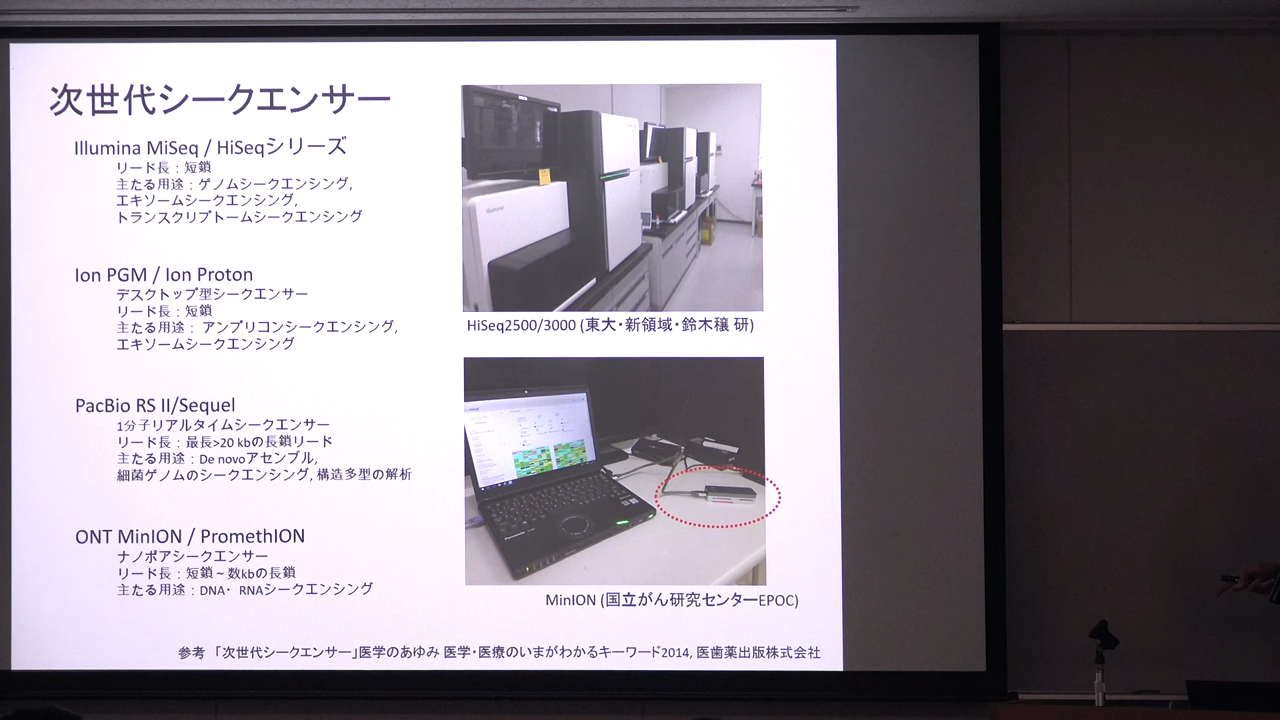 次世代シークエンサー
Illumina MiSeq / HiSeqシリーズ
リード長：短鎖
主たる用途：ゲノムシークエンシング,
エキソームシークエンシング,
トランスクリプトームシークエンシング
Ion PGM / Ion Proton
デスクトップ型シークエンサー
リード長：短鎖
主たる用途： アンプリコンシークエンシング,
エキソームシークエンシング
PacBio RS II/Sequel
1分子リアルタイムシークエンサー
リード長：最長>20 kbの長鎖リード
主たる用途：De novoアセンブル,
細菌ゲノムのシークエンシング, 構造多型の解析
ONT MinION / PromethION
ナノポアシークエンサー
リード長：短鎖～数kbの長鎖
主たる用途：DNA・ RNAシークエンシング
illumina
HiSeq2500/3000 (東大・新領域・鈴木穣 研)
Panasonic
MinION (国立がん研究センターEPOC)
参考 「次世代シークエンサー」医学のあゆみ 医学・医療のいまがわかるキーワード2014, 医歯薬出版株式会社